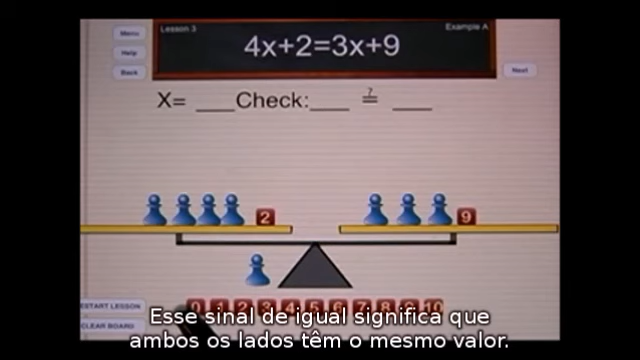 Menu
Help
Back
Lesson 3
Example A
4x+2=3x+9
Next
X= ___Check:___ ≟ ___
2
9
0 1 2 3 4 5 6 7 8 9 10
RESTART LESSON
CLEAR BOARD
Esse sinal de igual significa que
ambos os lados têm o mesmo valor.